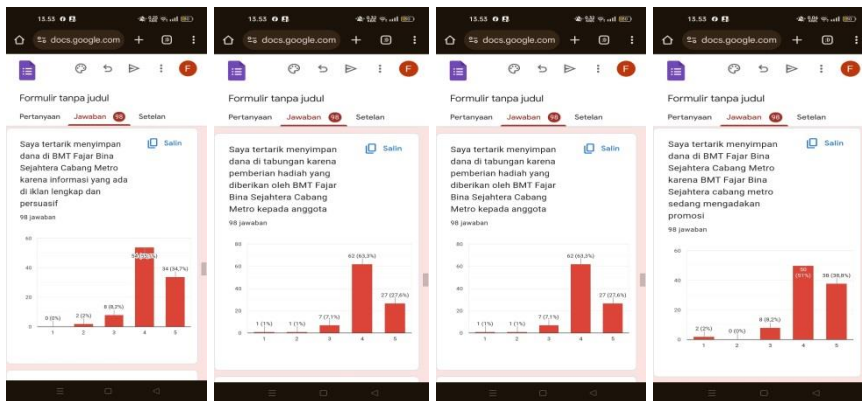 13.53
docs.google.com
F
Formulir tanpa judul
Pertanyaan Jawaban 98 Setelan
Saya tertarik menyimpan
dana di BMT Fajar Bina
Sejahtera Cabang Metro
karena informasi yang ada
di iklan lengkap dan
persuasif
Salin
98 jawaban
60
40
20
0
0 (0%)
2 (2%)
8 (8,2%)
34 (34,7%)
1 2 3 4 5
13.53
docs.google.com
F
Formulir tanpa judul
Pertanyaan Jawaban 98 Setelan
Saya tertarik menyimpan
dana di tabungan karena
pemberian hadiah yang
diberikan oleh BMT Fajar
Bina Sejahtera Cabang
Metro kepada anggota
Salin
98 jawaban
80
60
40
20
0
1 (1%)
1 (1%)
7 (7,1%)
62 (63,3%)
27 (27,6%)
1 2 3 4 5
13.53
docs.google.com
F
Formulir tanpa judul
Pertanyaan Jawaban 98 Setelan
Saya tertarik menyimpan
dana di tabungan karena
pemberian hadiah yang
diberikan oleh BMT Fajar
Bina Sejahtera Cabang
Metro kepada anggota
Salin
98 jawaban
80
60
40
20
0
1 (1%)
1 (1%)
7 (7,1%)
62 (63,3%)
27 (27,6%)
1 2 3 4 5
13.53
docs.google.com
F
Formulir tanpa judul
Pertanyaan Jawaban 98 Setelan
Saya tertarik menyimpan
dana di BMT Fajar Bina
Sejahtera Cabang Metro
karena BMT Fajar Bina
Sejahtera cabang metro
sedang mengadakan
promosi
Salin
98 jawaban
60
40
20
0
2 (2%)
0 (0%)
8 (8,2%)
50
(51%)
38 (38,8%)
1 2 3 4 5